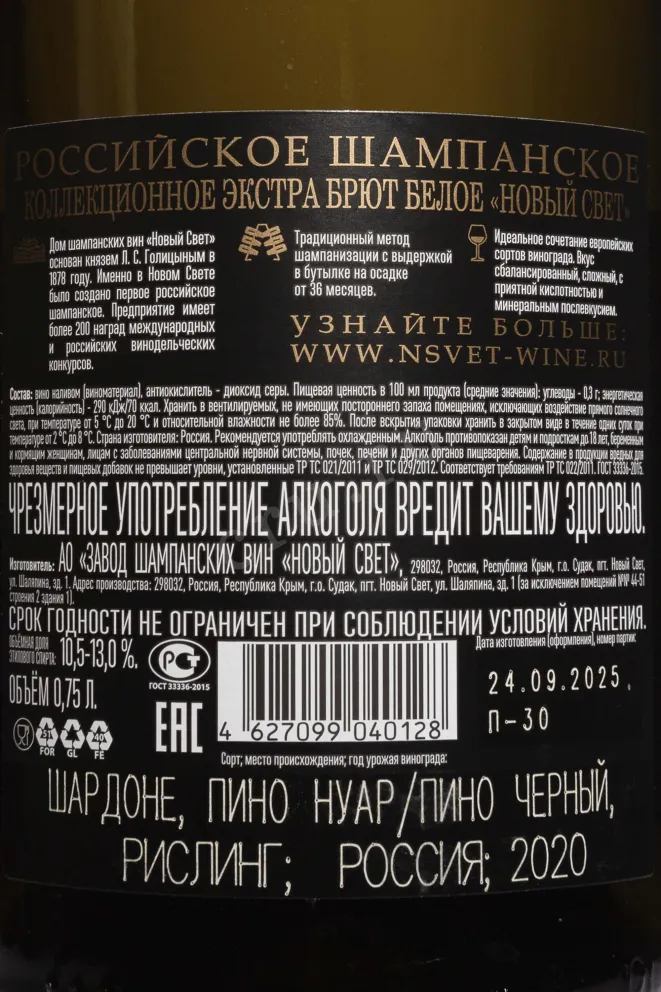 РОССИЙСКОЕ ШАМПАНСКОЕ
КОЛЛЕКЦИОННОЕ ЭКСТРА БРЮТ БЕЛОЕ «НОВЫЙ СВЕТ»
Дом шампанских вин «Новый Свет»
основан князем Л. С. Голицыным в
1878 году. Именно в Новом Свете
было создано первое российское
шампанское. Предприятие имеет
более 200 наград международных
и российских винодельческих
конкурсов.
Традиционный метод
шампанизации с выдержкой
в бутылке на осадке
от 36 месяцев.
Идеальное сочетание европейских
сортов винограда. Вкус
сбалансированный, сложный, с
приятной кислотностью и
минеральным послевкусием.
УЗНАЙТЕ БОЛЬШЕ:
WWW.NSVET-WINE.RU
Состав: вино наливом (виноматериал), антиокислитель - диоксид серы. Пищевая ценность в 100 мл продукта (средние значения): углеводы - 0,3 г; энергетическая
ценность (калорийность) - 290 кДж/70 ккал. Хранить в вентилируемых, не имеющих постороннего запаха помещениях, исключающих воздействие прямого солнечного
света, при температуре от 5 °С до 20 °С и относительной влажности не более 85%. После вскрытия упаковки хранить в закрытом виде в течение одних суток при
температуре от 2 °С до 8 °С. Страна изготовителя: Россия. Рекомендуется употреблять охлажденным. Алкоголь противопоказан детям и подросткам до 18 лет, беременным
и кормящим женщинам, лицам с заболеваниями центральной нервной системы, почек, печени и других органов пищеварения. Содержание в продукции вредных для
здоровья веществ и пищевых добавок не превышает уровни, установленные ТР ТС 021/2011 и ТР ТС 029/2012. Соответствует требованиям ТР ТС 022/2011. ГОСТ 33336-2015.
ЧРЕЗМЕРНОЕ УПОТРЕБЛЕНИЕ АЛКОГОЛЯ ВРЕДИТ ВАШЕМУ ЗДОРОВЬЮ.
Изготовитель: АО «ЗАВОД ШАМПАНСКИХ ВИН «НОВЫЙ СВЕТ», 298032, Россия, Республика Крым, г.о. Судак, пгт. Новый Свет,
ул. Шаляпина, зд. 1. Адрес производства: 298032, Россия, Республика Крым, г.о. Судак, пгт. Новый Свет, ул. Шаляпина, зд. 1 (за исключением помещений №№ 44-51
строения 2 здания 1).
СРОК ГОДНОСТИ НЕ ОГРАНИЧЕН ПРИ СОБЛЮДЕНИИ УСЛОВИЙ ХРАНЕНИЯ.
ОБЪЕМНАЯ ДОЛЯ
ЭТИЛОВОГО СПИРТА: 10,5-13,0 %.
ОБЪЁМ 0,75 Л.
РСТ
ГОСТ 33336-2015
ЕАС
51
FOR
GL
40
FE
4 627099 040128
Дата изготовления (оформления), номер партии:
24.09.2025.
П-30
Сорт; место происхождения; год урожая винограда:
ШАРДОНЕ, ПИНО НУАР/ПИНО ЧЕРНЫЙ,
РИСЛИНГ; РОССИЯ; 2020